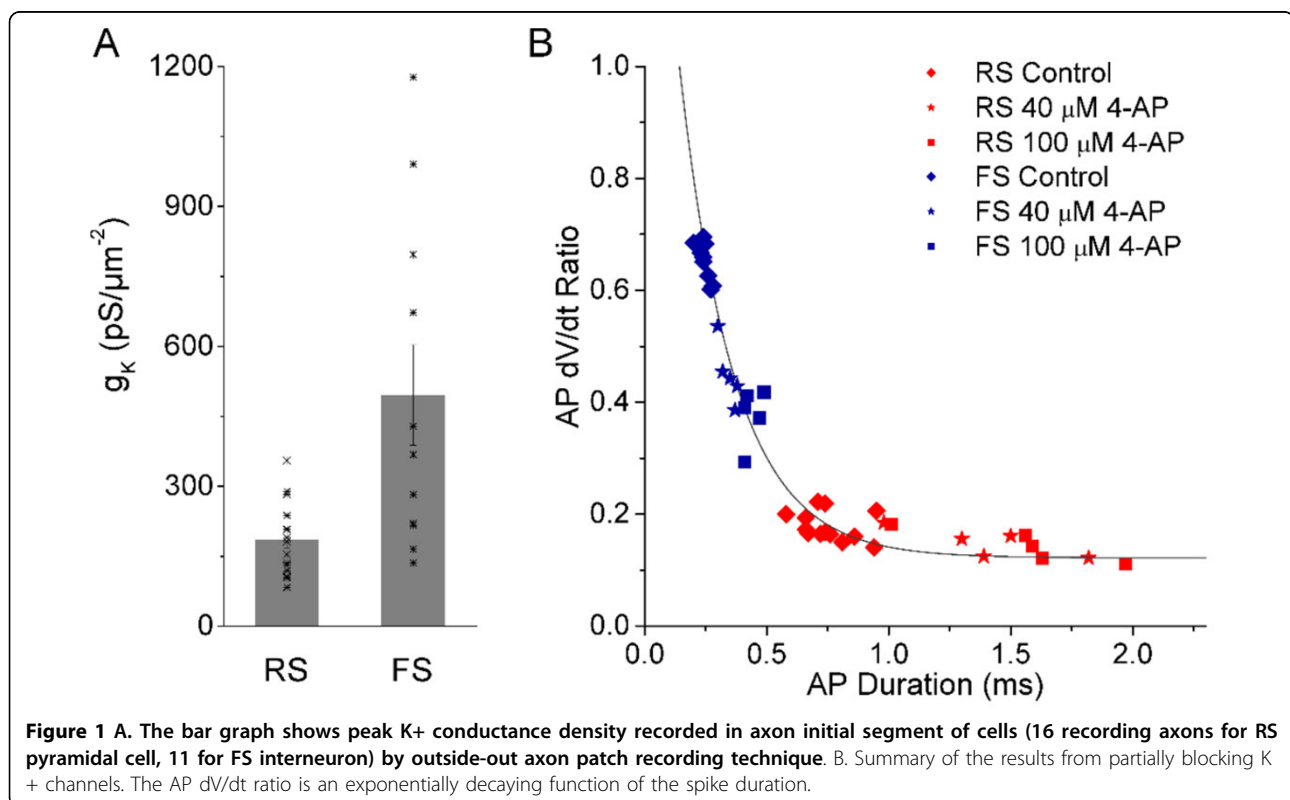 A
1200
900
600
300
0
gK (pS/μm-2)
RS FS
B
1.0
0.8
0.6
0.4
0.2
0.0
AP dV/dt Ratio
RS Control
RS 40 μM 4-AP
RS 100 μM 4-AP
FS Control
FS 40 μM 4-AP
FS 100 μM 4-AP
0.0 0.5 1.0 1.5 2.0
AP Duration (ms)
Figure 1 A. The bar graph shows peak K+ conductance density recorded in axon initial segment of cells (16 recording axons for RS
pyramidal cell, 11 for FS interneuron) by outside-out axon patch recording technique. B. Summary of the results from partially blocking K
+ channels. The AP dV/dt ratio is an exponentially decaying function of the spike duration.